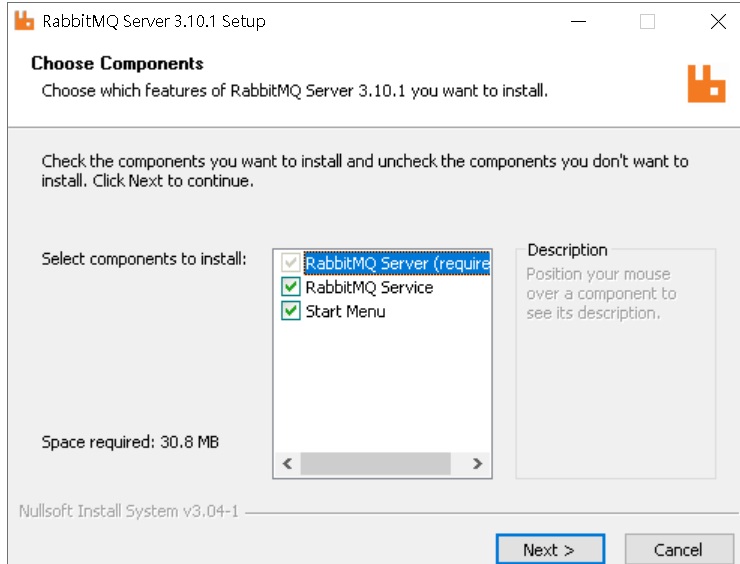 RabbitMQ Server 3.10.1 Setup
Choose Components
Choose which features of RabbitMQ Server 3.10.1 you want to install.
Check the components you want to install and uncheck the components you don't want to
install. Click Next to continue.
Select components to install:
RabbitMQ Server (require
RabbitMQ Service
Start Menu
Description
Position your mouse
over a component to
see its description.
Space required: 30.8 MB
Nullsoft Install System v3.04-1
Next >
Cancel